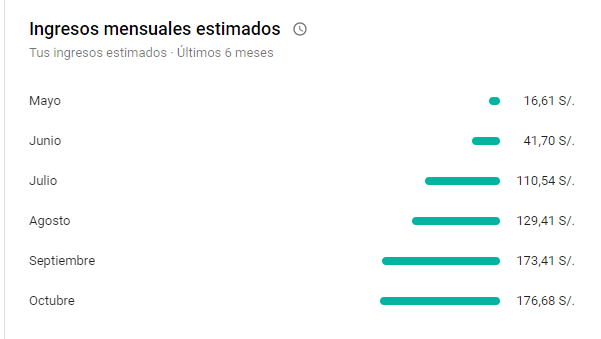 Ingresos mensuales estimados
Tus ingresos estimados · Últimos 6 meses
Mayo 16,61 S/.
Junio 41,70 S/.
Julio 110,54 S/.
Agosto 129,41 S/.
Septiembre 173,41 S/.
Octubre 176,68 S/.